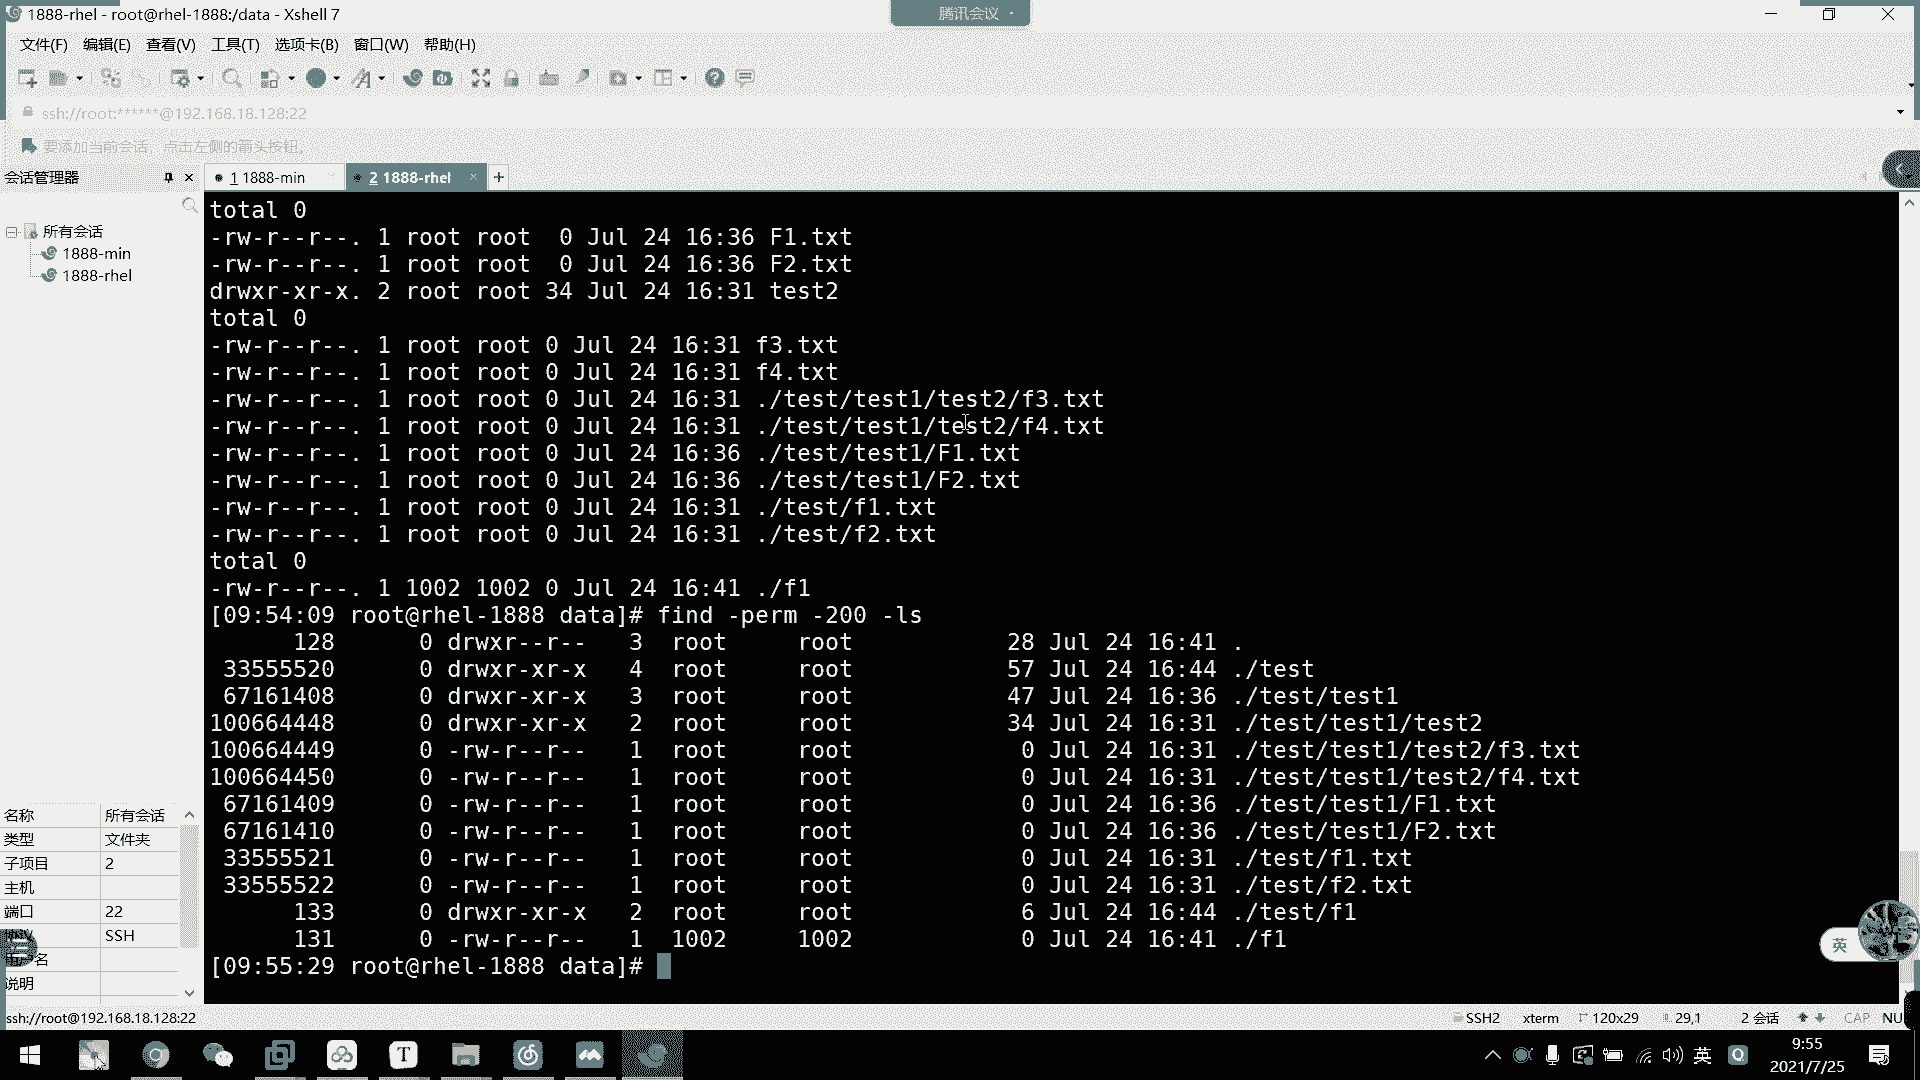 1888-rhel - root@rhel-1888:/data - Xshell 7
腾讯会议
文件(F) 编辑(E) 查看(V) 工具(T) 选项卡(B) 窗口(W) 帮助(H)
ssh://root:******@192.168.18.128:22
要添加当前会话，点击左侧的箭头按钮。
会话管理器
1 1888-min
2 1888-rhel
所有会话
1888-min
1888-rhel
total 0
-rw-r--r--. 1 root root  0 Jul 24 16:36 F1.txt
-rw-r--r--. 1 root root  0 Jul 24 16:36 F2.txt
drwxr-xr-x. 2 root root 34 Jul 24 16:31 test2
total 0
-rw-r--r--. 1 root root 0 Jul 24 16:31 f3.txt
-rw-r--r--. 1 root root 0 Jul 24 16:31 f4.txt
-rw-r--r--. 1 root root 0 Jul 24 16:31 ./test/test1/test2/f3.txt
-rw-r--r--. 1 root root 0 Jul 24 16:31 ./test/test1/test2/f4.txt
-rw-r--r--. 1 root root 0 Jul 24 16:36 ./test/test1/F1.txt
-rw-r--r--. 1 root root 0 Jul 24 16:36 ./test/test1/F2.txt
-rw-r--r--. 1 root root 0 Jul 24 16:31 ./test/f1.txt
-rw-r--r--. 1 root root 0 Jul 24 16:31 ./test/f2.txt
total 0
-rw-r--r--. 1 1002 1002 0 Jul 24 16:41 ./f1
[09:54:09 root@rhel-1888 data]# find -perm -200 -ls
128 0 drwxr--r-- 3 root root 28 Jul 24 16:41 .
33555520 0 drwxr-xr-x 4 root root 57 Jul 24 16:44 ./test
67161408 0 drwxr-xr-x 3 root root 47 Jul 24 16:36 ./test/test1
100664448 0 drwxr-xr-x 2 root root 34 Jul 24 16:31 ./test/test1/test2
100664449 0 -rw-r--r-- 1 root root 0 Jul 24 16:31 ./test/test1/test2/f3.txt
100664450 0 -rw-r--r-- 1 root root 0 Jul 24 16:31 ./test/test1/test2/f4.txt
67161409 0 -rw-r--r-- 1 root root 0 Jul 24 16:36 ./test/test1/F1.txt
67161410 0 -rw-r--r-- 1 root root 0 Jul 24 16:36 ./test/test1/F2.txt
33555521 0 -rw-r--r-- 1 root root 0 Jul 24 16:31 ./test/f1.txt
33555522 0 -rw-r--r-- 1 root root 0 Jul 24 16:31 ./test/f2.txt
133 0 drwxr-xr-x 2 root root 6 Jul 24 16:44 ./test/f1
131 0 -rw-r--r-- 1 1002 1002 0 Jul 24 16:41 ./f1
[09:55:29 root@rhel-1888 data]#
名称 所有会话
类型 文件夹
子项目 2
主机
端口 22
SSH
名
说明
英
ssh://root@192.168.18.128:22
SSH2 xterm 120x29 29,1 2 会话 CAP NU
T
英
9:55
2021/7/25